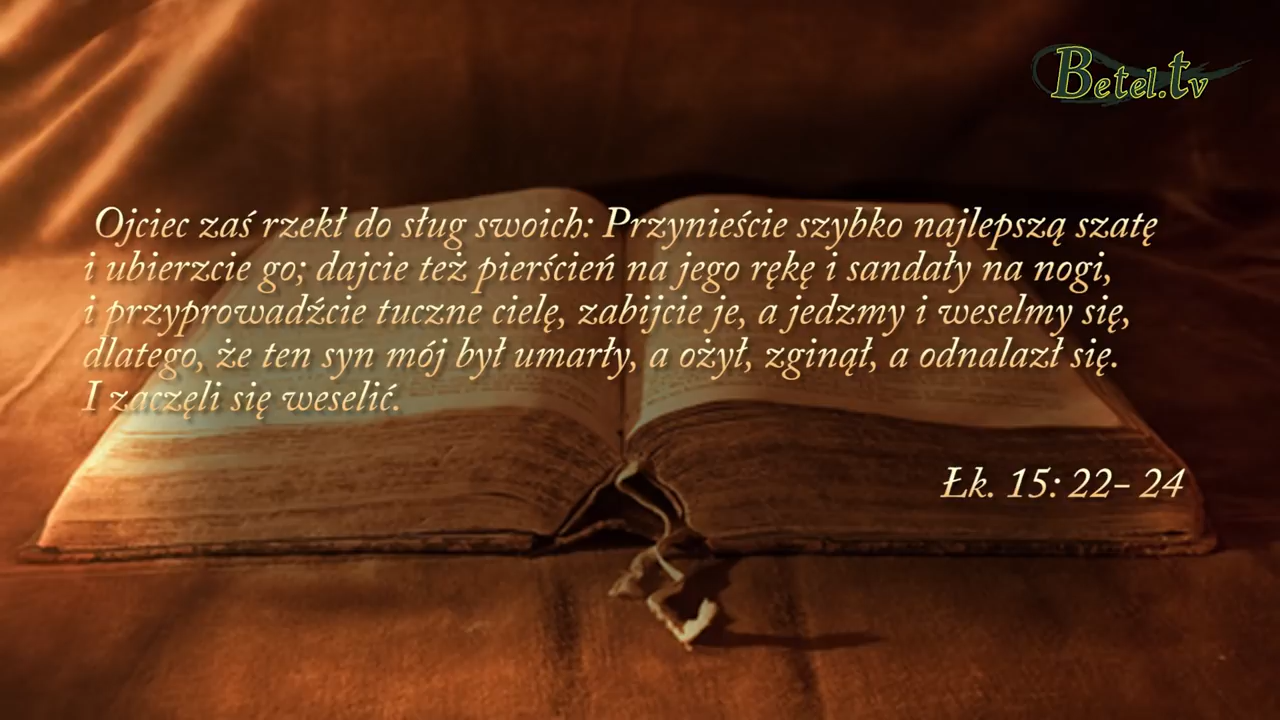 Betel.tv
Ojciec zaś rzekł do sług swoich: Przynieście szybko najlepszą szatę
i ubierzcie go; dajcie też pierścień na jego rękę i sandały na nogi,
i przyprowadźcie tuczne cielę, zabijcie je, a jedzmy i weselmy się,
dlatego, że ten syn mój był umarły, a ożył, zginął, a odnalazł się.
I zaczęli się weselić.
Łk. 15: 22- 24